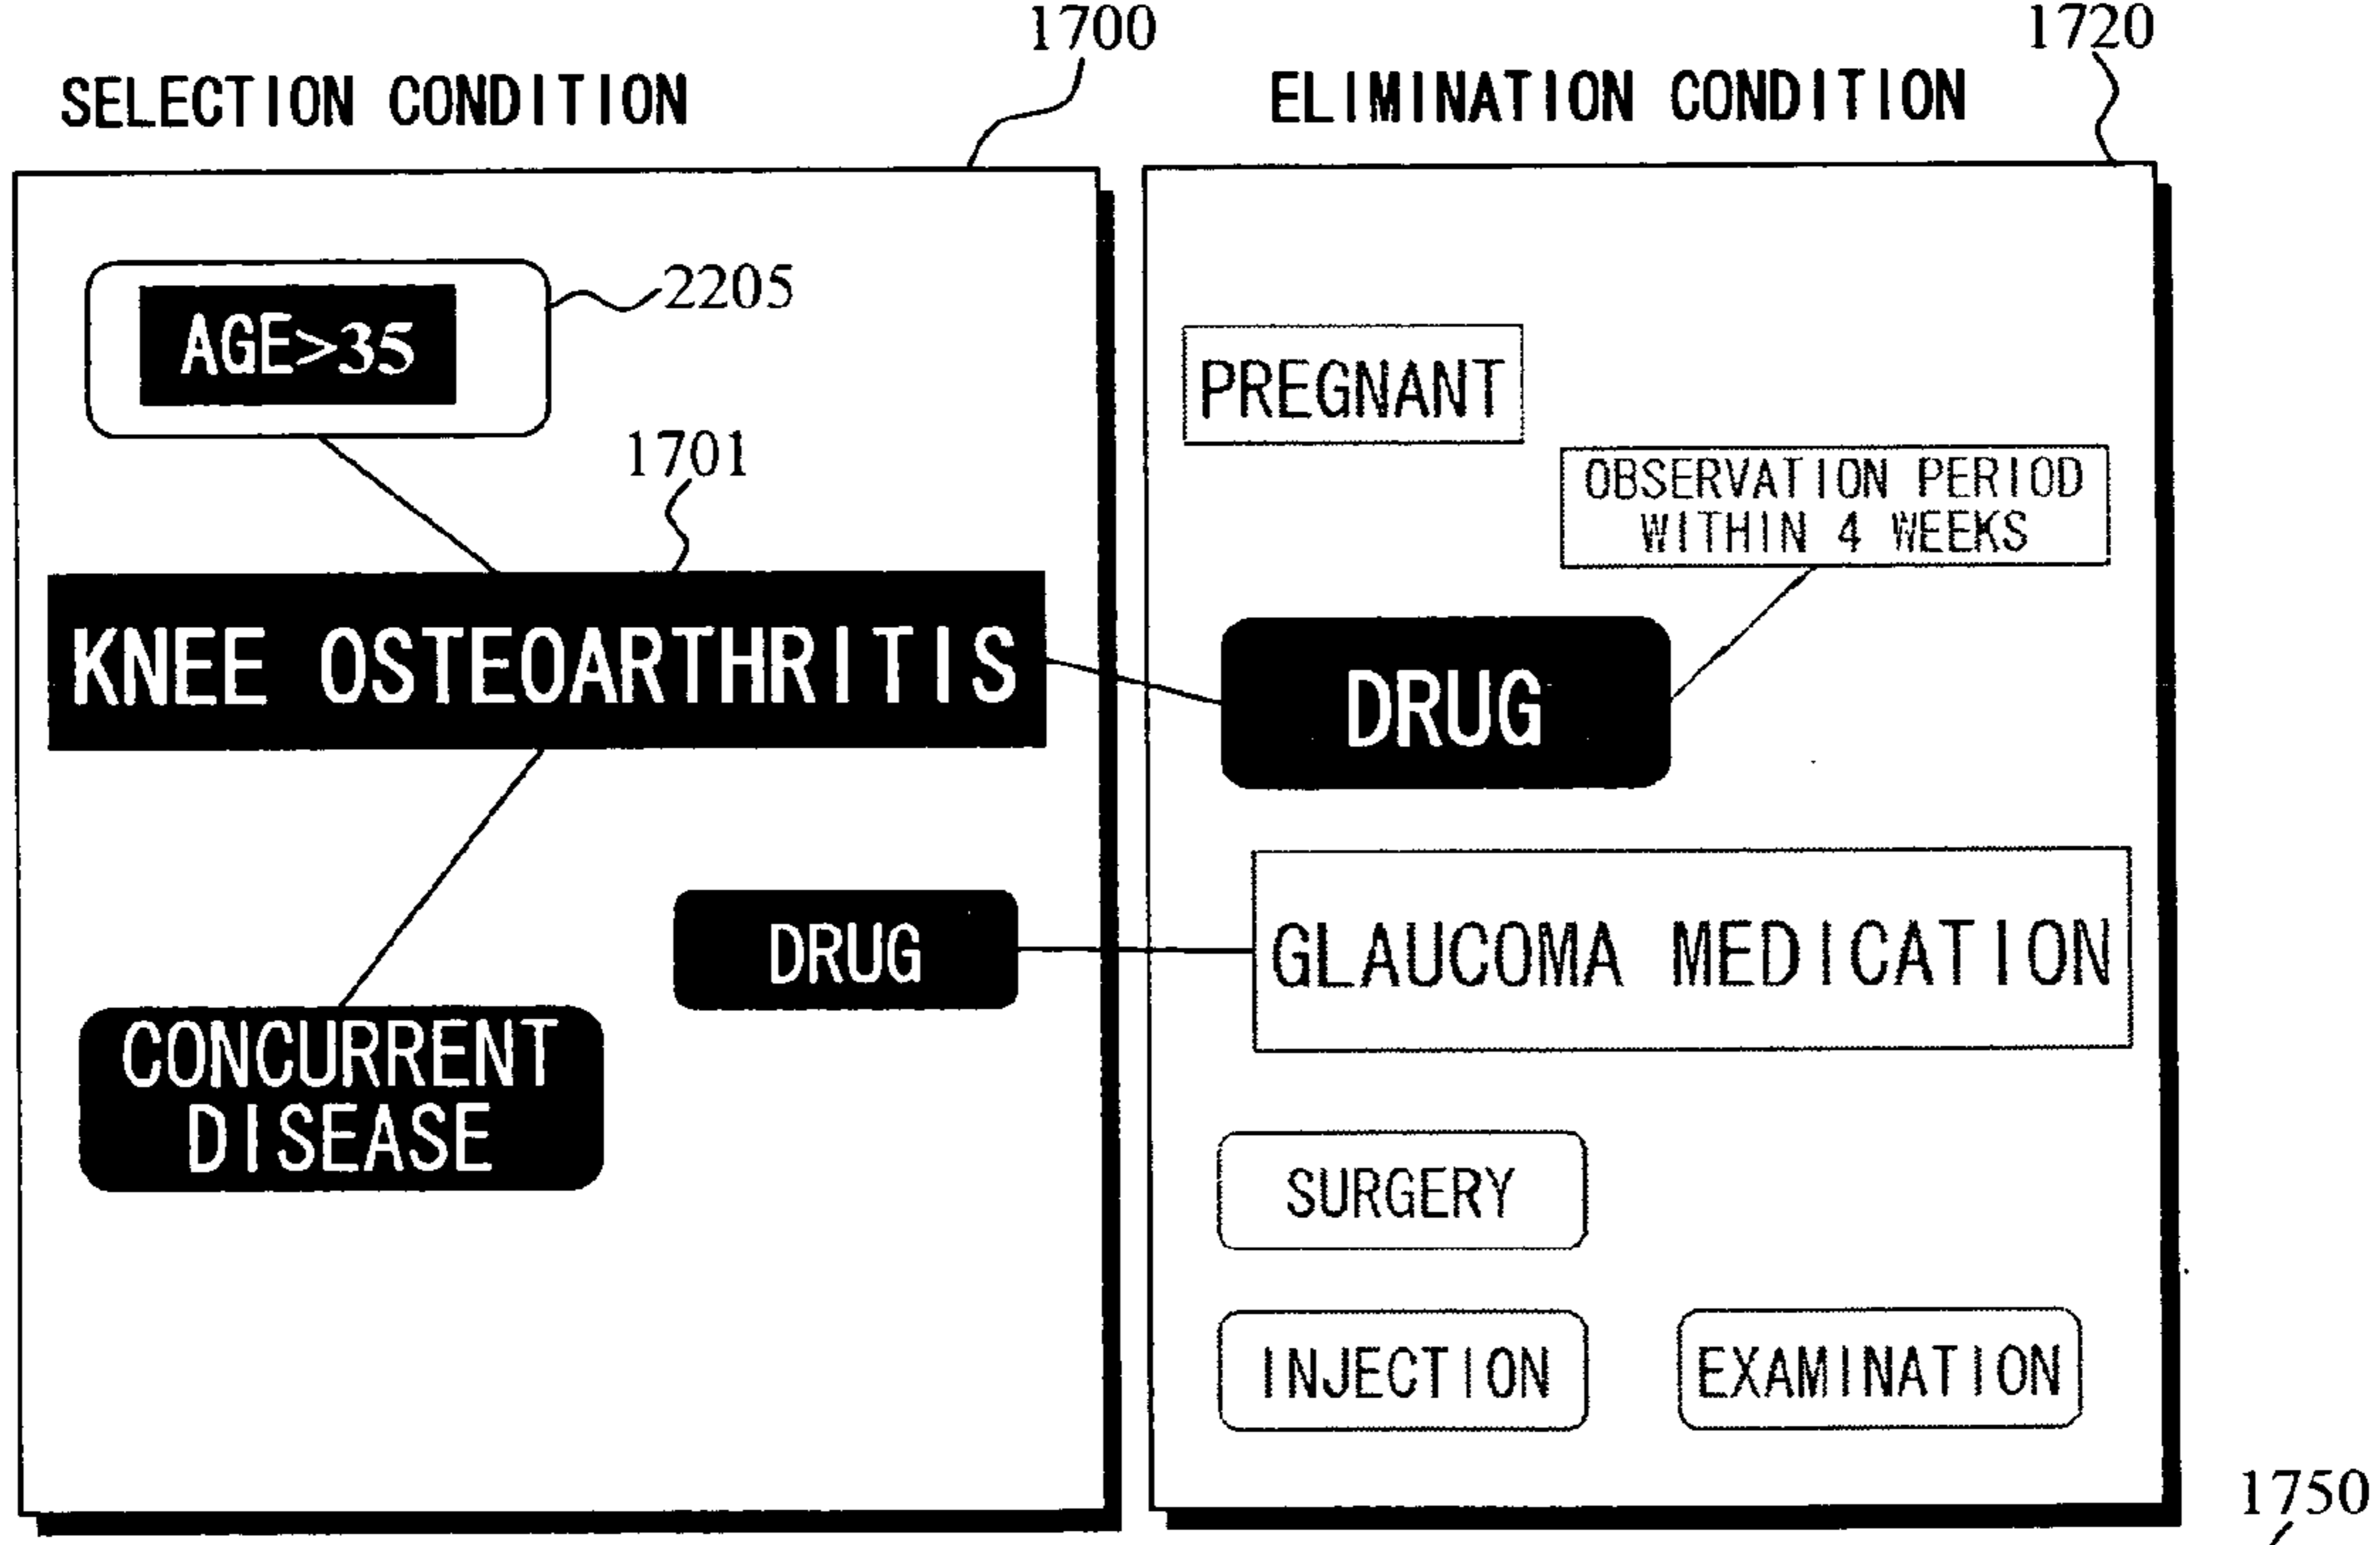 1700
1720
SELECTION CONDITION
ELIMINATION CONDITION
AGE>35
2205
PREGNANT
1701
OBSERVATION PERIOD
WITHIN 4 WEEKS
KNEE OSTEOARTHRITIS
DRUG
DRUG
GLAUCOMA MEDICATION
CONCURRENT
DISEASE
SURGERY
INJECTION
EXAMINATION
1750